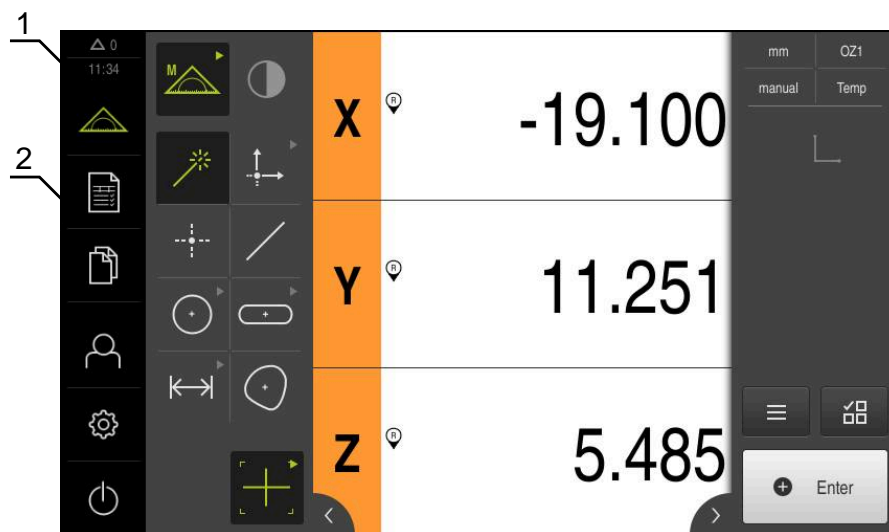 1
0
11:34
2
M
X
R
-19.100
Y
R
11.251
Z
R
5.485
mm
OZ1
manual
Temp
Enter